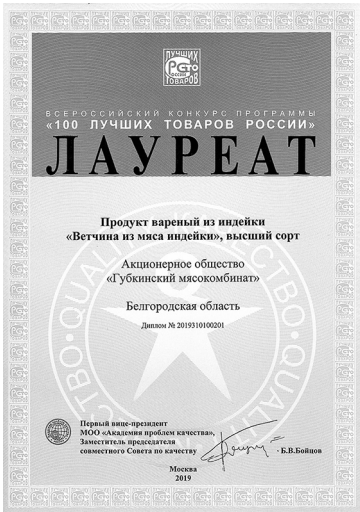 ЛУЧШИХ
РОССИИ
ТОВАРОВ
ВСЕРОССИЙСКИЙ КОНКУРС ПРОГРАММЫ
«100 ЛУЧШИХ ТОВАРОВ РОССИИ»
ЛАУРЕАТ
Продукт вареный из индейки
«Ветчина из мяса индейки», высший сорт
Акционерное общество
«Губкинский мясокомбинат»
Белгородская область
Диплом № 2019310100201
Первый вице-президент
МОО «Академия проблем качества»,
Заместитель председателя
совместного Совета по качеству
Б.В.Бойцов
Москва
2019